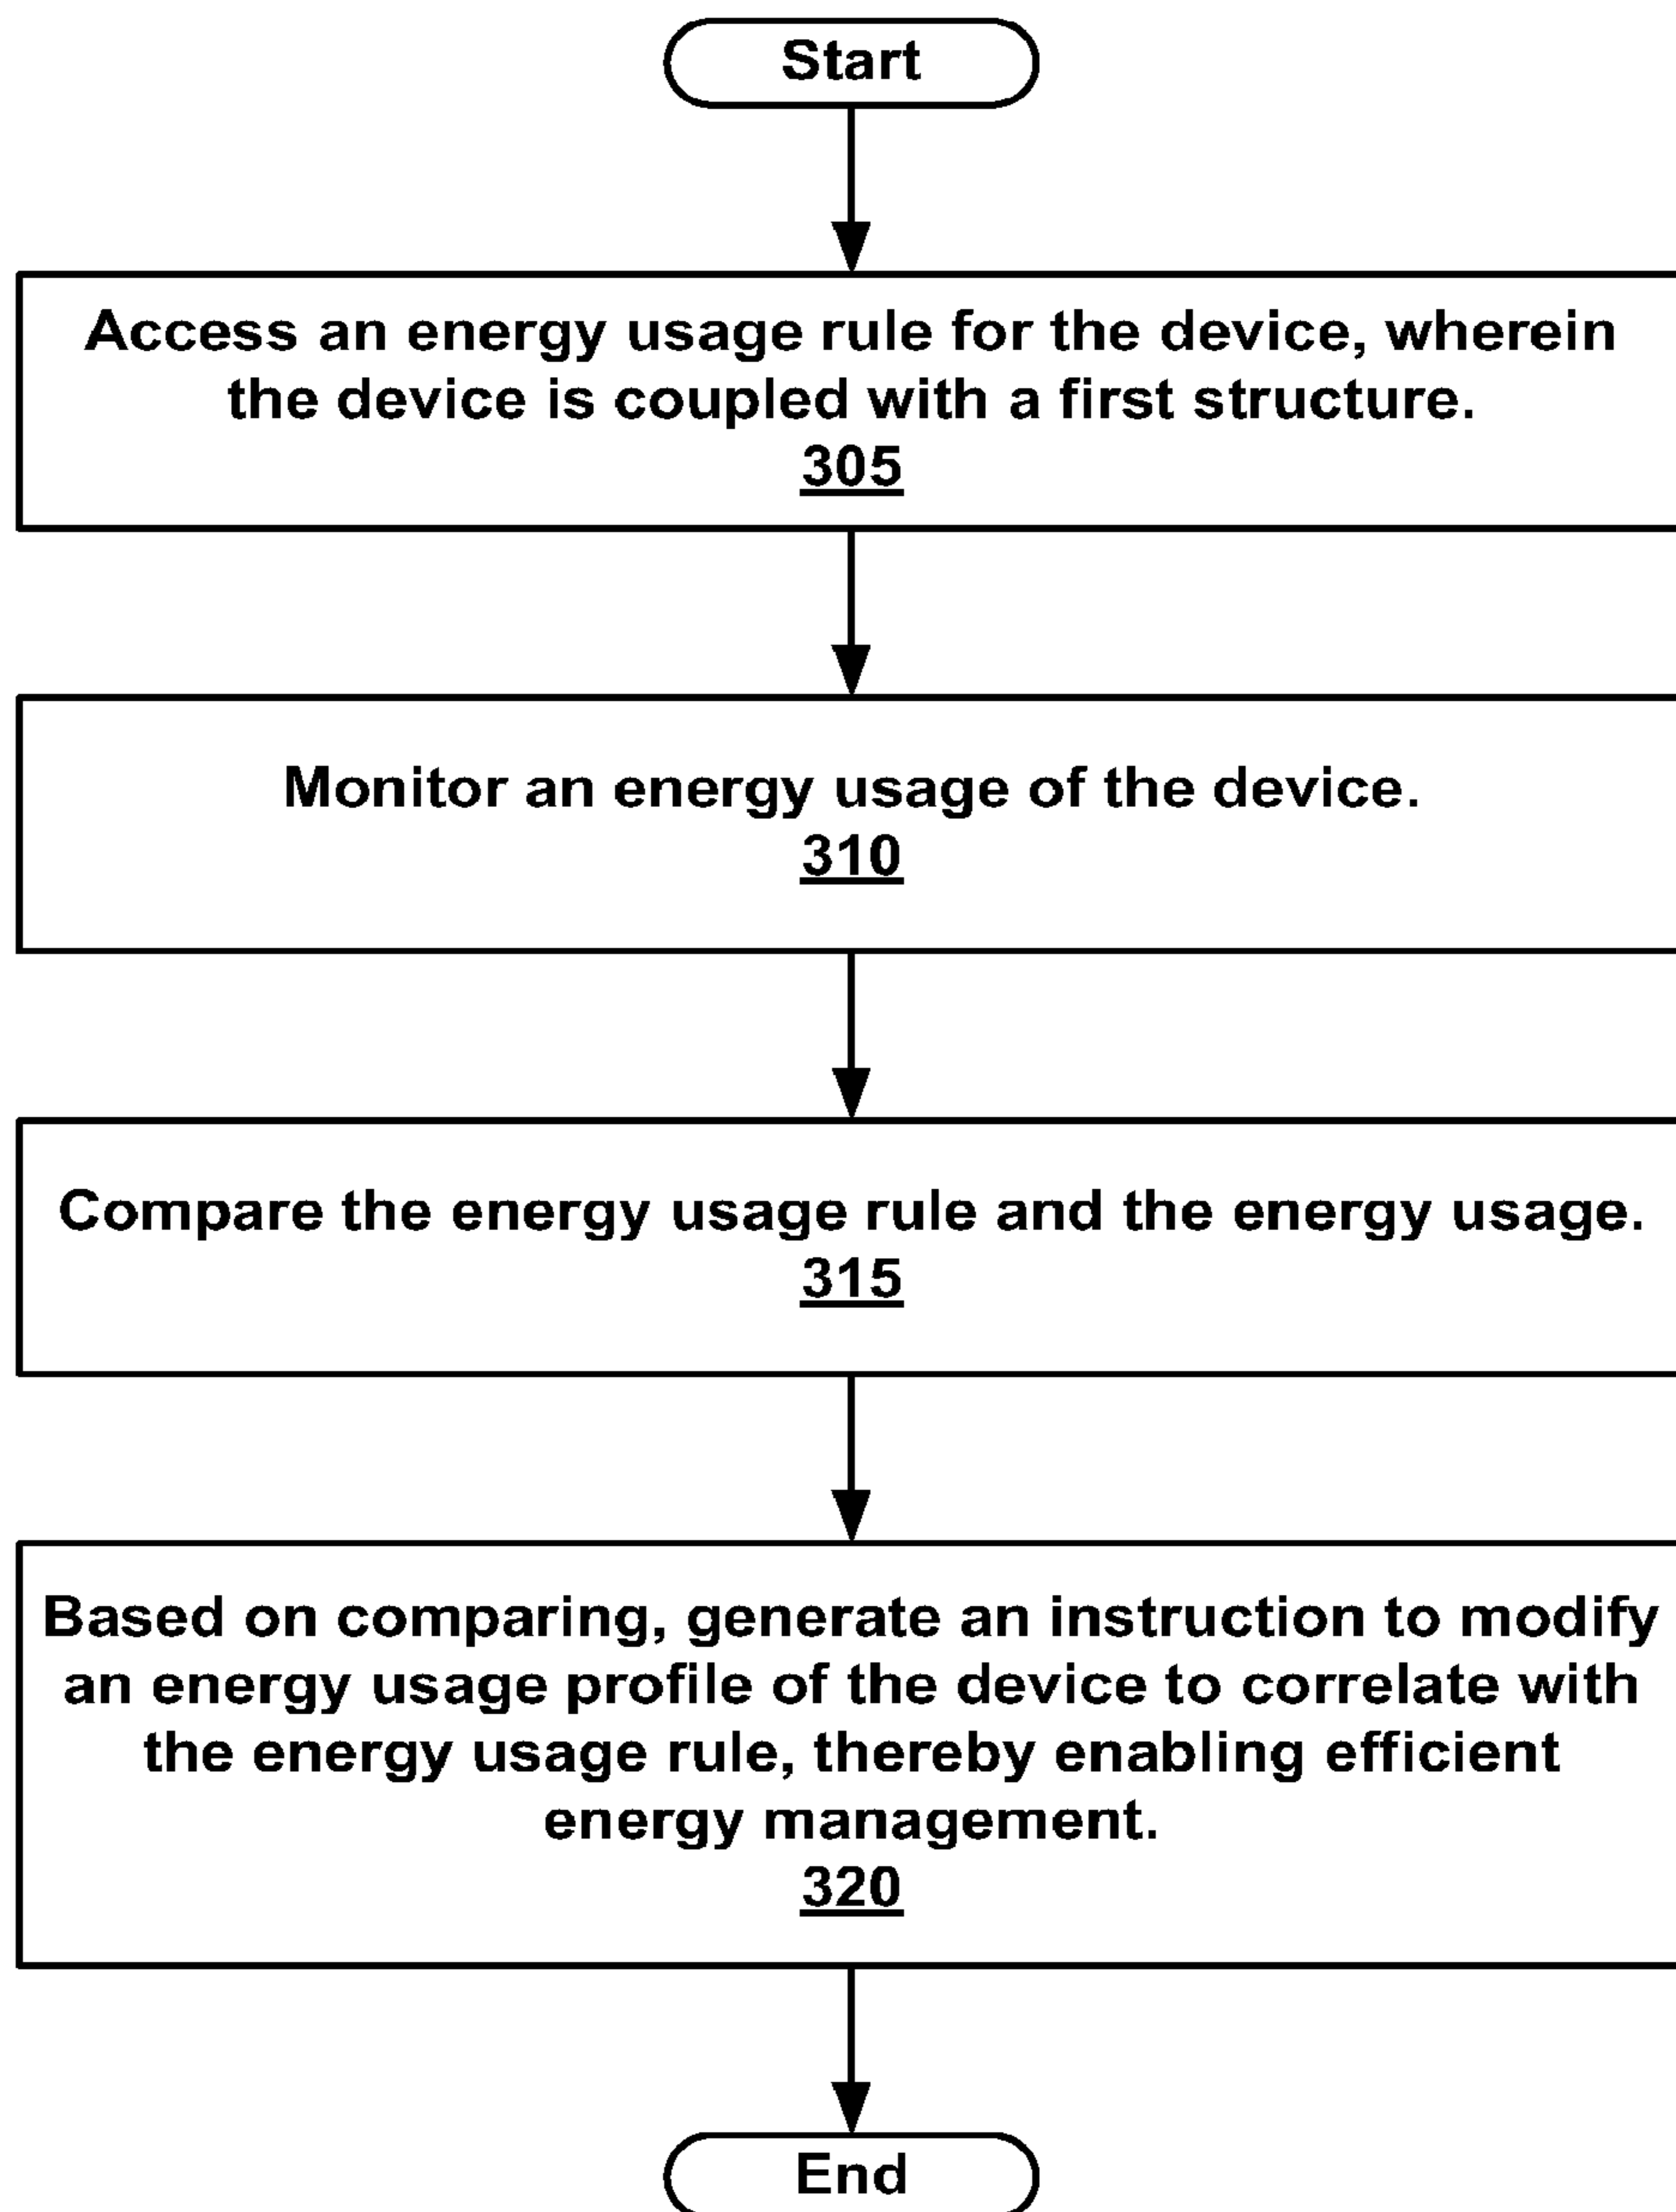 Start
Access an energy usage rule for the device, wherein
the device is coupled with a first structure.
305
Monitor an energy usage of the device.
310
Compare the energy usage rule and the energy usage.
315
Based on comparing, generate an instruction to modify
an energy usage profile of the device to correlate with
the energy usage rule, thereby enabling efficient
energy management.
320
End